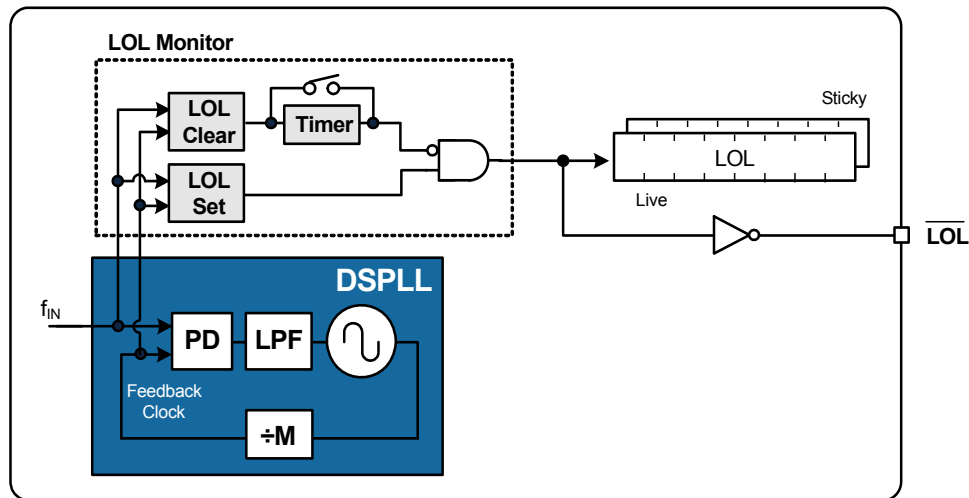 LOL Monitor
LOL
Clear
Timer
LOL
Set
Sticky
LOL
Live
LOL
DSPLL
fIN
PD
LPF
Feedback
Clock
÷M